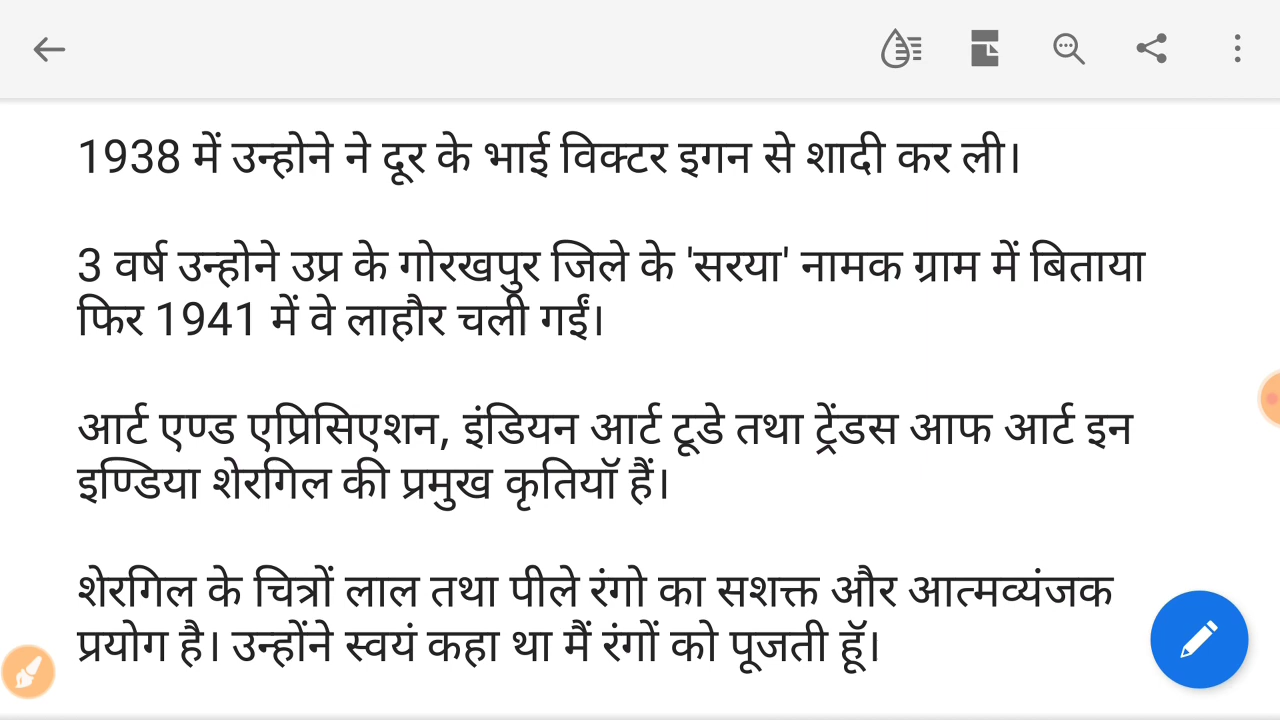 1938 में उन्होने ने दूर के भाई विक्टर इगन से शादी कर ली।
3 वर्ष उन्होने उप्र के गोरखपुर जिले के 'सरया' नामक ग्राम में बिताया
फिर 1941 में वे लाहौर चली गईं।
आर्ट एण्ड एप्रिसिएशन, इंडियन आर्ट टूडे तथा ट्रेंडस आफ आर्ट इन
इण्डिया शेरगिल की प्रमुख कृतियॉ हैं।
शेरगिल के चित्रों लाल तथा पीले रंगो का सशक्त और आत्मव्यंजक
प्रयोग है। उन्होंने स्वयं कहा था मैं रंगों को पूजती हूॅ।